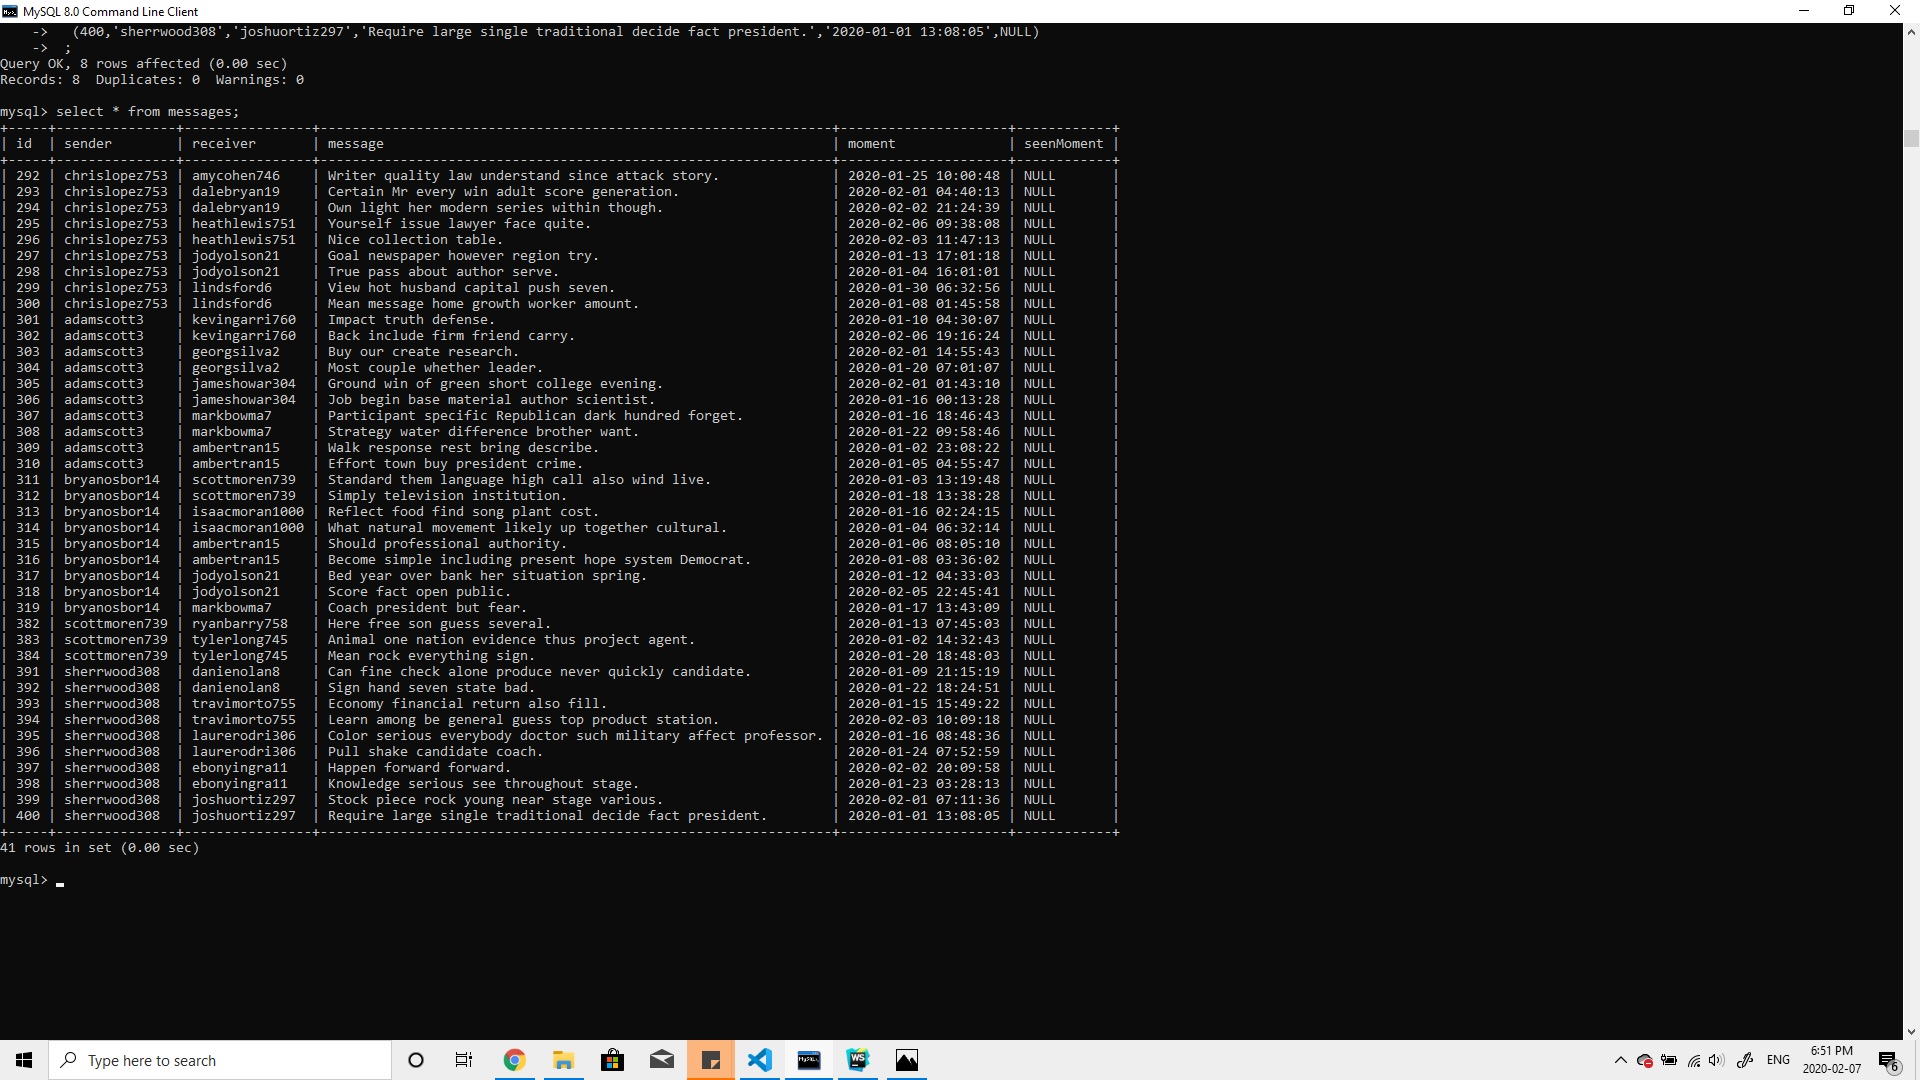 MySQL 8.0 Command Line Client
    ->   (400,'sherrwood308','joshuortiz297','Require large single traditional decide fact president.','2020-01-01 13:08:05',NULL)
    ->  ;
Query OK, 8 rows affected (0.00 sec)
Records: 8  Duplicates: 0  Warnings: 0
mysql> select * from messages;
+-----+---------------+----------------+----------------------------------------------------------------+---------------------+------------+
| id  | sender        | receiver       | message                                                        | moment              | seenMoment |
+-----+---------------+----------------+----------------------------------------------------------------+---------------------+------------+
| 292 | chrislopez753 | amycohen746    | Writer quality law understand since attack story.              | 2020-01-25 10:00:48 | NULL       |
| 293 | chrislopez753 | dalebryan19    | Certain Mr every win adult score generation.                   | 2020-02-01 04:40:13 | NULL       |
| 294 | chrislopez753 | dalebryan19    | Own light her modern series within though.                     | 2020-02-02 21:24:39 | NULL       |
| 295 | chrislopez753 | heathlewis751  | Yourself issue lawyer face quite.                              | 2020-02-06 09:38:08 | NULL       |
| 296 | chrislopez753 | heathlewis751  | Nice collection table.                                         | 2020-02-03 11:47:13 | NULL       |
| 297 | chrislopez753 | jodyolson21    | Goal newspaper however region try.                             | 2020-01-13 17:01:18 | NULL       |
| 298 | chrislopez753 | jodyolson21    | True pass about author serve.                                  | 2020-01-04 16:01:01 | NULL       |
| 299 | chrislopez753 | lindsford6     | View hot husband capital push seven.                           | 2020-01-30 06:32:56 | NULL       |
| 300 | chrislopez753 | lindsford6     | Mean message home growth worker amount.                        | 2020-01-08 01:45:58 | NULL       |
| 301 | adamscott3    | kevingarri760  | Impact truth defense.                                          | 2020-01-10 04:30:07 | NULL       |
| 302 | adamscott3    | kevingarri760  | Back include firm friend carry.                                | 2020-02-06 19:16:24 | NULL       |
| 303 | adamscott3    | georgsilva2    | Buy our create research.                                       | 2020-02-01 14:55:43 | NULL       |
| 304 | adamscott3    | georgsilva2    | Most couple whether leader.                                    | 2020-01-20 07:01:07 | NULL       |
| 305 | adamscott3    | jameshowar304  | Ground win of green short college evening.                     | 2020-02-01 01:43:10 | NULL       |
| 306 | adamscott3    | jameshowar304  | Job begin base material author scientist.                      | 2020-01-16 00:13:28 | NULL       |
| 307 | adamscott3    | markbowma7     | Participant specific Republican dark hundred forget.           | 2020-01-16 18:46:43 | NULL       |
| 308 | adamscott3    | markbowma7     | Strategy water difference brother want.                        | 2020-01-22 09:58:46 | NULL       |
| 309 | adamscott3    | ambertran15    | Walk response rest bring describe.                             | 2020-01-02 23:08:22 | NULL       |
| 310 | adamscott3    | ambertran15    | Effort town buy president crime.                               | 2020-01-05 04:55:47 | NULL       |
| 311 | bryanosbor14  | scottmoren739  | Standard them language high call also wind live.               | 2020-01-03 13:19:48 | NULL       |
| 312 | bryanosbor14  | scottmoren739  | Simply television institution.                                 | 2020-01-18 13:38:28 | NULL       |
| 313 | bryanosbor14  | isaacmoran1000 | Reflect food find song plant cost.                             | 2020-01-16 02:24:15 | NULL       |
| 314 | bryanosbor14  | isaacmoran1000 | What natural movement likely up together cultural.             | 2020-01-04 06:32:14 | NULL       |
| 315 | bryanosbor14  | ambertran15    | Should professional authority.                                 | 2020-01-06 08:05:10 | NULL       |
| 316 | bryanosbor14  | ambertran15    | Become simple including present hope system Democrat.          | 2020-01-08 03:36:02 | NULL       |
| 317 | bryanosbor14  | jodyolson21    | Bed year over bank her situation spring.                       | 2020-01-12 04:33:03 | NULL       |
| 318 | bryanosbor14  | jodyolson21    | Score fact open public.                                        | 2020-02-05 22:45:41 | NULL       |
| 319 | bryanosbor14  | markbowma7     | Coach president but fear.                                      | 2020-01-17 13:43:09 | NULL       |
| 382 | scottmoren739 | ryanbarry758   | Here free son guess several.                                   | 2020-01-13 07:45:03 | NULL       |
| 383 | scottmoren739 | tylerlong745   | Animal one nation evidence thus project agent.                 | 2020-01-02 14:32:43 | NULL       |
| 384 | scottmoren739 | tylerlong745   | Mean rock everything sign.                                     | 2020-01-20 18:48:03 | NULL       |
| 391 | sherrwood308  | danienolan8    | Can fine check alone produce never quickly candidate.          | 2020-01-09 21:15:19 | NULL       |
| 392 | sherrwood308  | danienolan8    | Sign hand seven state bad.                                     | 2020-01-22 18:24:51 | NULL       |
| 393 | sherrwood308  | travimorto755  | Economy financial return also fill.                            | 2020-01-15 15:49:22 | NULL       |
| 394 | sherrwood308  | travimorto755  | Learn among be general guess top product station.              | 2020-02-03 10:09:18 | NULL       |
| 395 | sherrwood308  | laurerodri306  | Color serious everybody doctor such military affect professor. | 2020-01-16 08:48:36 | NULL       |
| 396 | sherrwood308  | laurerodri306  | Pull shake candidate coach.                                    | 2020-01-24 07:52:59 | NULL       |
| 397 | sherrwood308  | ebonyingra11   | Happen forward forward.                                        | 2020-02-02 20:09:58 | NULL       |
| 398 | sherrwood308  | ebonyingra11   | Knowledge serious see throughout stage.                        | 2020-01-23 03:28:13 | NULL       |
| 399 | sherrwood308  | joshuortiz297  | Stock piece rock young near stage various.                     | 2020-02-01 07:11:36 | NULL       |
| 400 | sherrwood308  | joshuortiz297  | Require large single traditional decide fact president.        | 2020-01-01 13:08:05 | NULL       |
+-----+---------------+----------------+----------------------------------------------------------------+---------------------+------------+
41 rows in set (0.00 sec)
mysql>
Type here to search
MySQL
WS
ENG
6:51 PM
2020-02-07
6